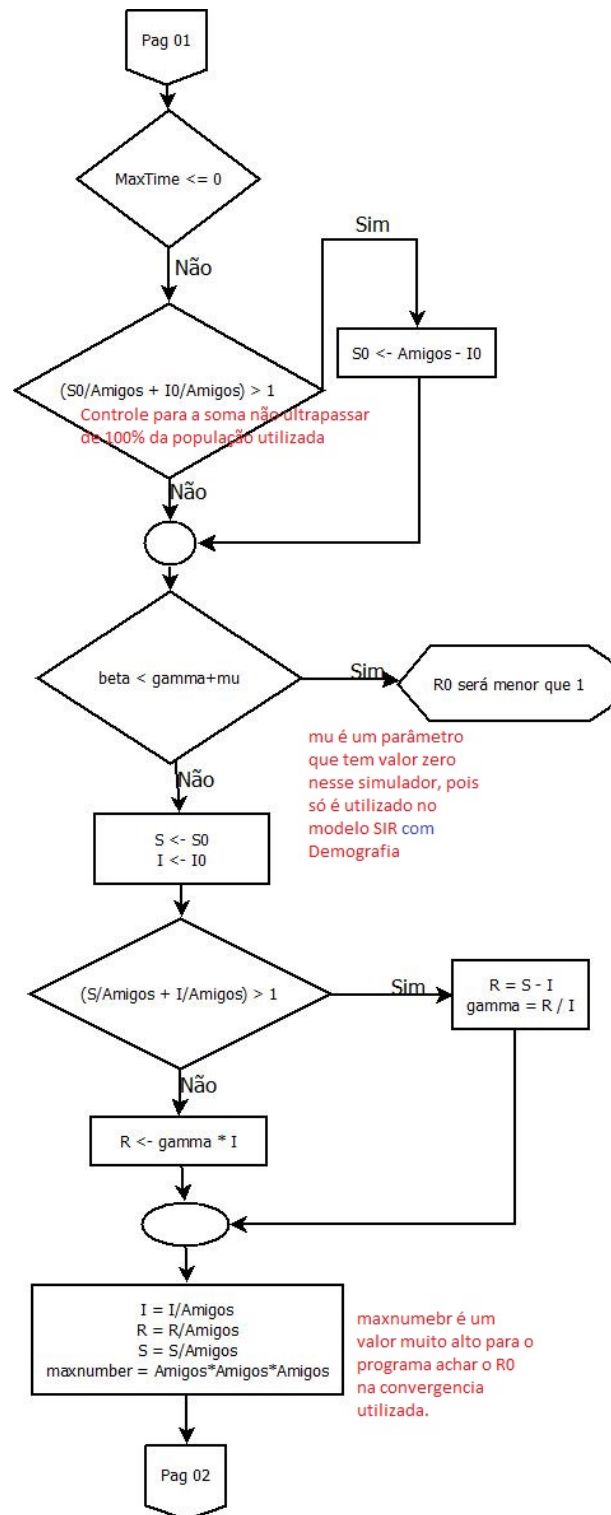 Pag 01
MaxTime <= 0
Sim
Não
S0 <- Amigos - I0
(S0/Amigos + I0/Amigos) > 1
Controle para a soma não ultrapassar
de 100% da população utilizada
Não
beta < gamma+mu
Sim
R0 será menor que 1
mu é um parâmetro
que tem valor zero
nesse simulador, pois
só é utilizado no
modelo SIR com
Demografia
Não
S <- S0
I <- I0
(S/Amigos + I/Amigos) > 1
Sim
R = S - I
gamma = R / I
Não
R <- gamma * I
I = I/Amigos
R = R/Amigos
S = S/Amigos
maxnumber = Amigos*Amigos*Amigos
maxnumebr é um
valor muito alto para o
programa achar o R0
na convergencia
utilizada.
Pag 02